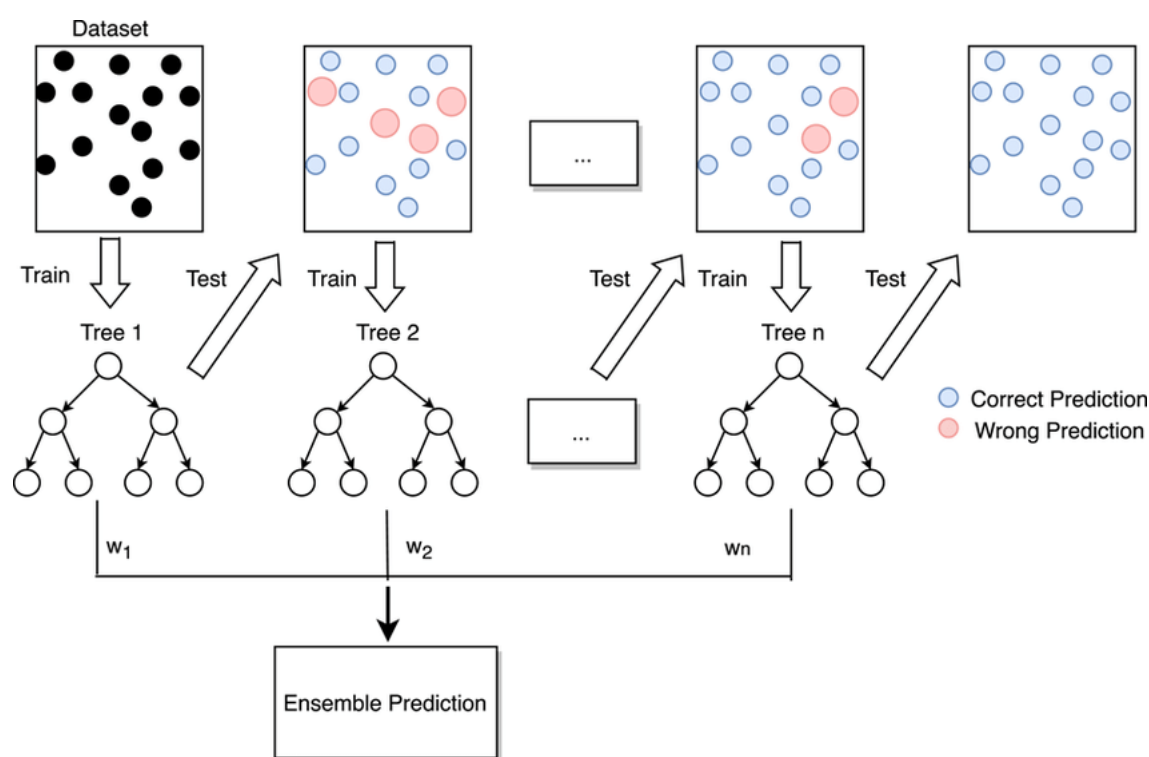 Dataset
...
Train
Test
Train
Test
Train
Test
Tree 1
Tree 2
Tree n
...
Correct Prediction
Wrong Prediction
w1
w2
wn
Ensemble Prediction